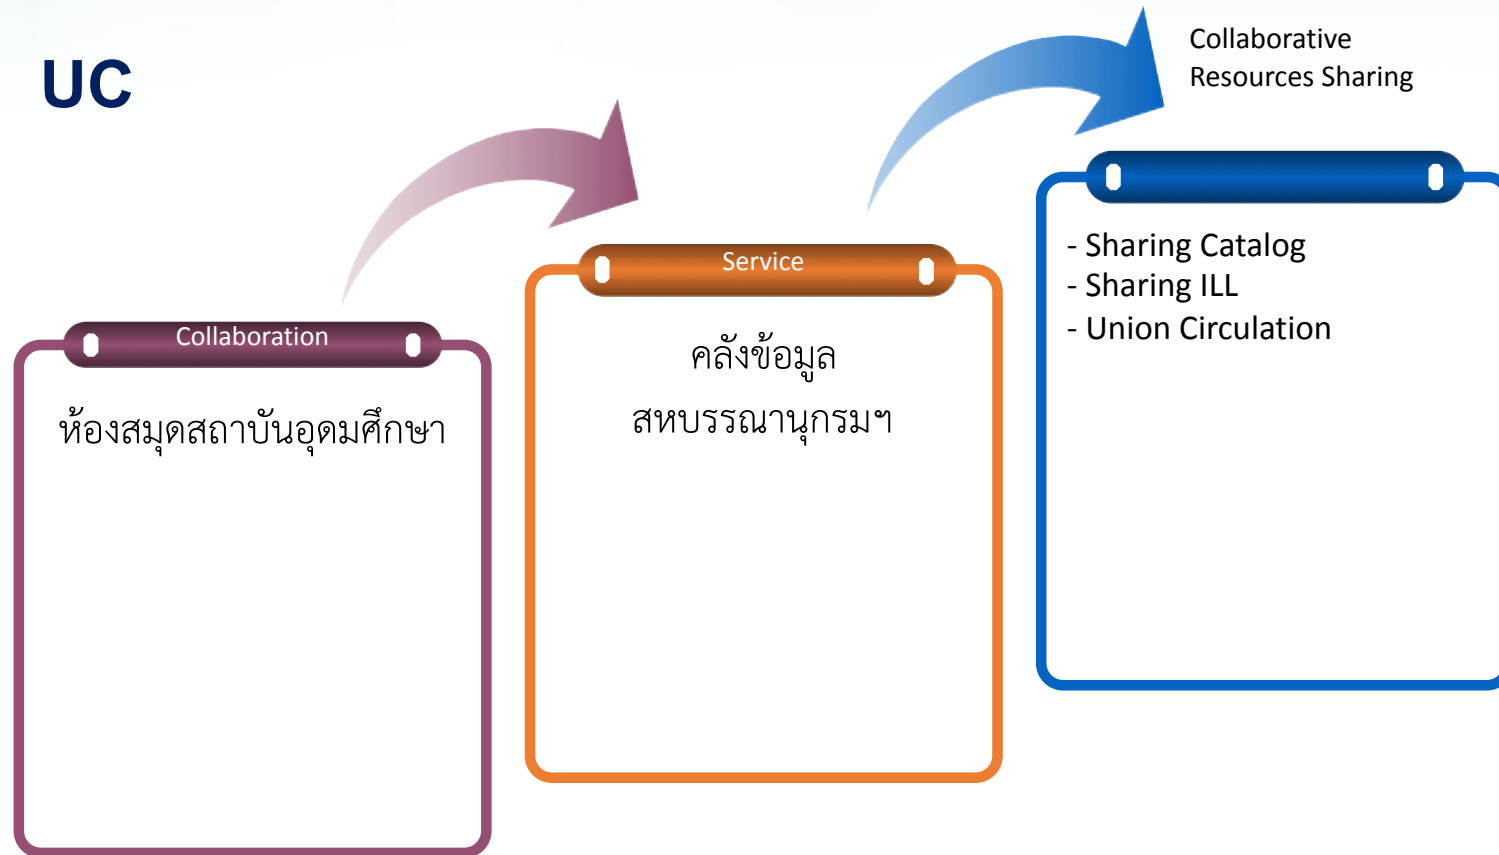 UC
Collaboration
ห้องสมุดสถาบันอุดมศึกษา
Service
คลังข้อมูล
สหบรรณานุกรมฯ
Collaborative
Resources Sharing
- Sharing Catalog
- Sharing ILL
- Union Circulation